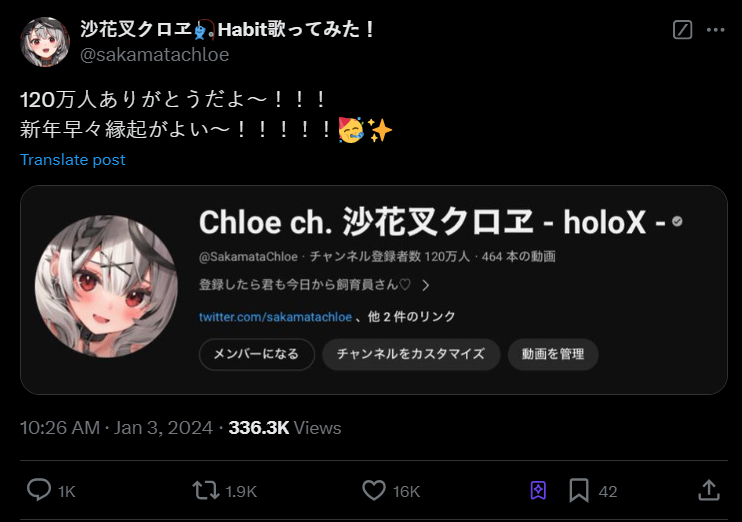 沙花叉クロヱ🎣。Habit歌ってみた！
@sakamatachloe
120万人ありがとうだよ〜！！！
新年早々縁起がよい〜！！！！！🥳✨
Translate post
Chloe ch. 沙花叉クロヱ - holoX -
@SakamataChloe · チャンネル登録者数 120万人 · 464 本の動画
登録したら君も今日から飼育員さん♡
twitter.com/sakamatachloe 、他 2 件のリンク
メンバーになる チャンネルをカスタマイズ 動画を管理
10:26 AM · Jan 3, 2024 · 336.3K Views
1K 1.9K 16K 42